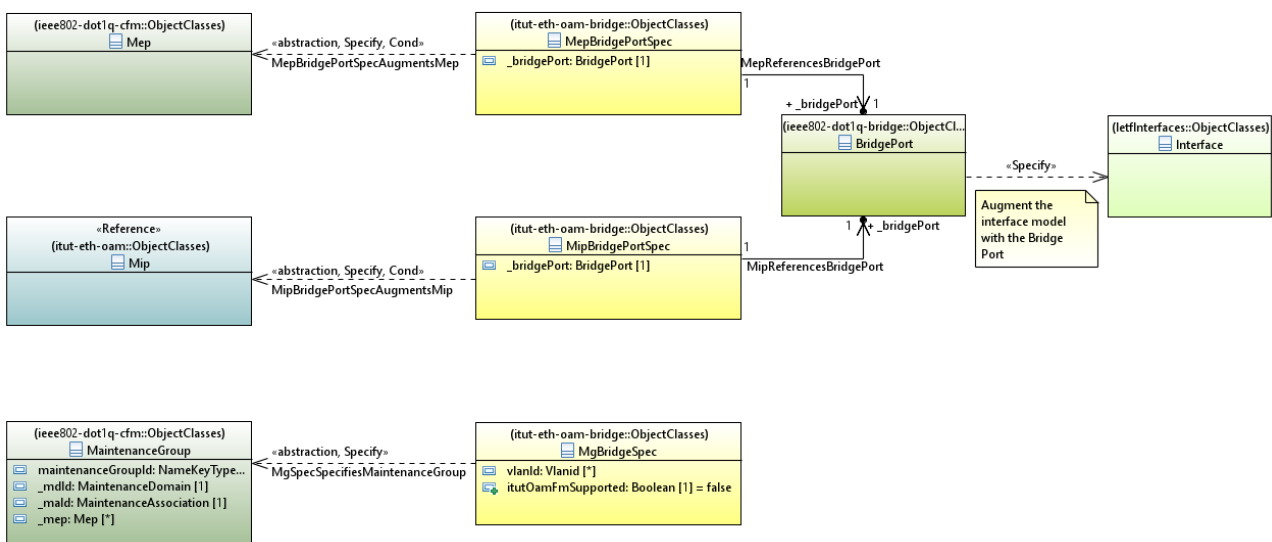 (ieee802-dot1q-cfm::ObjectClasses)
Mep
«abstraction, Specify, Cond»
MepBridgePortSpecAugmentsMep
(itut-eth-oam-bridge::ObjectClasses)
MepBridgePortSpec
_bridgePort: BridgePort [1]
MepReferencesBridgePort
1
+ _bridgePort
1
(ieee802-dot1q-bridge::ObjectCl...
BridgePort
«Specify»
(IetfInterfaces::ObjectClasses)
Interface
Augment the
interface model
with the Bridge
Port
«Reference»
(itut-eth-oam::ObjectClasses)
Mip
«abstraction, Specify, Cond»
MipBridgePortSpecAugmentsMip
(itut-eth-oam-bridge::ObjectClasses)
MipBridgePortSpec
_bridgePort: BridgePort [1]
1
1
+ _bridgePort
MipReferencesBridgePort
(ieee802-dot1q-cfm::ObjectClasses)
MaintenanceGroup
maintenanceGroupId: NameKeyType...
_mdId: MaintenanceDomain [1]
_maId: MaintenanceAssociation [1]
_mep: Mep [*]
«abstraction, Specify»
MgSpecSpecifiesMaintenanceGroup
(itut-eth-oam-bridge::ObjectClasses)
MgBridgeSpec
vlanId: Vlanid [*]
itutOamFmSupported: Boolean [1] = false